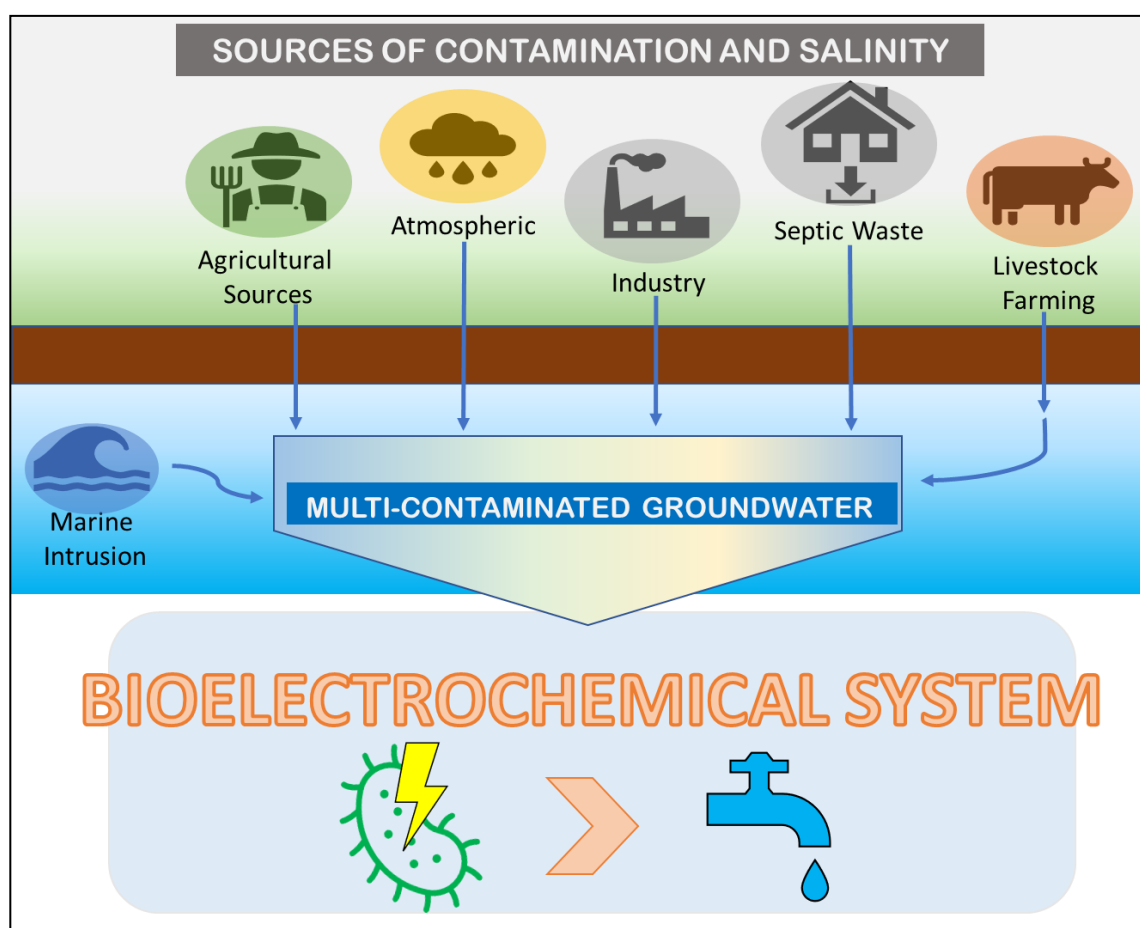 SOURCES OF CONTAMINATION AND SALINITY
Agricultural
Sources
Atmospheric
Industry
Septic Waste
Livestock
Farming
Marine
Intrusion
MULTI-CONTAMINATED GROUNDWATER
BIOELECTROCHEMICAL SYSTEM